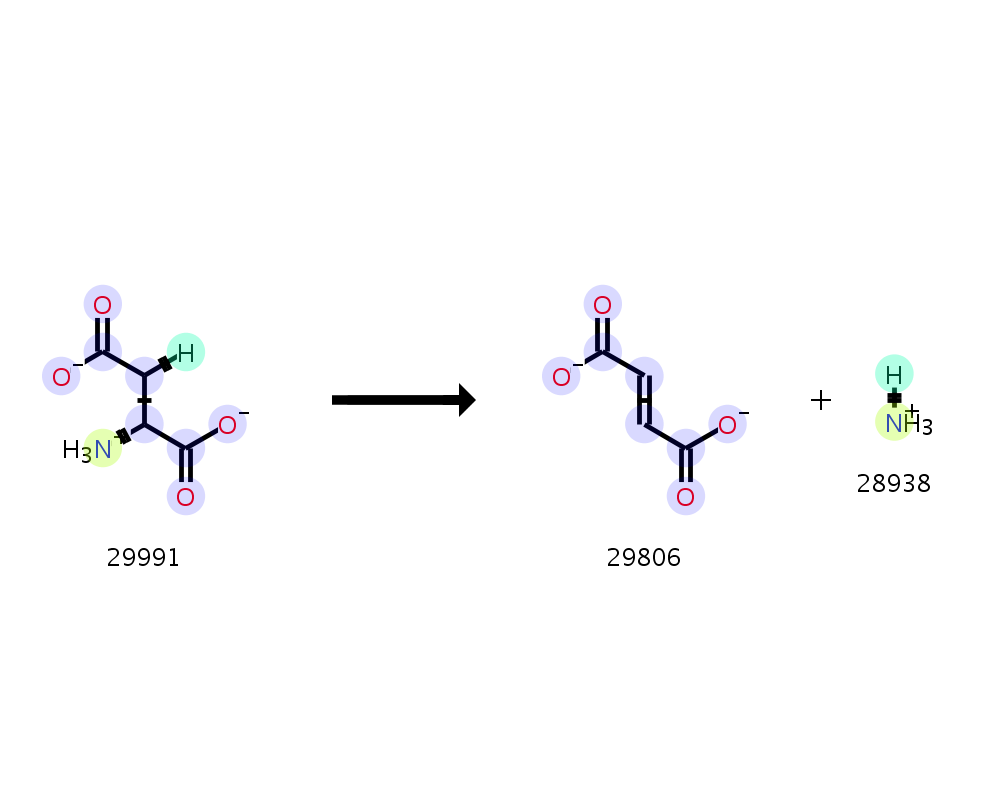 O O
H H
O⁻ O⁻ + NH₃⁺
O⁻ O⁻
H₃N
O O
28938
29991 29806